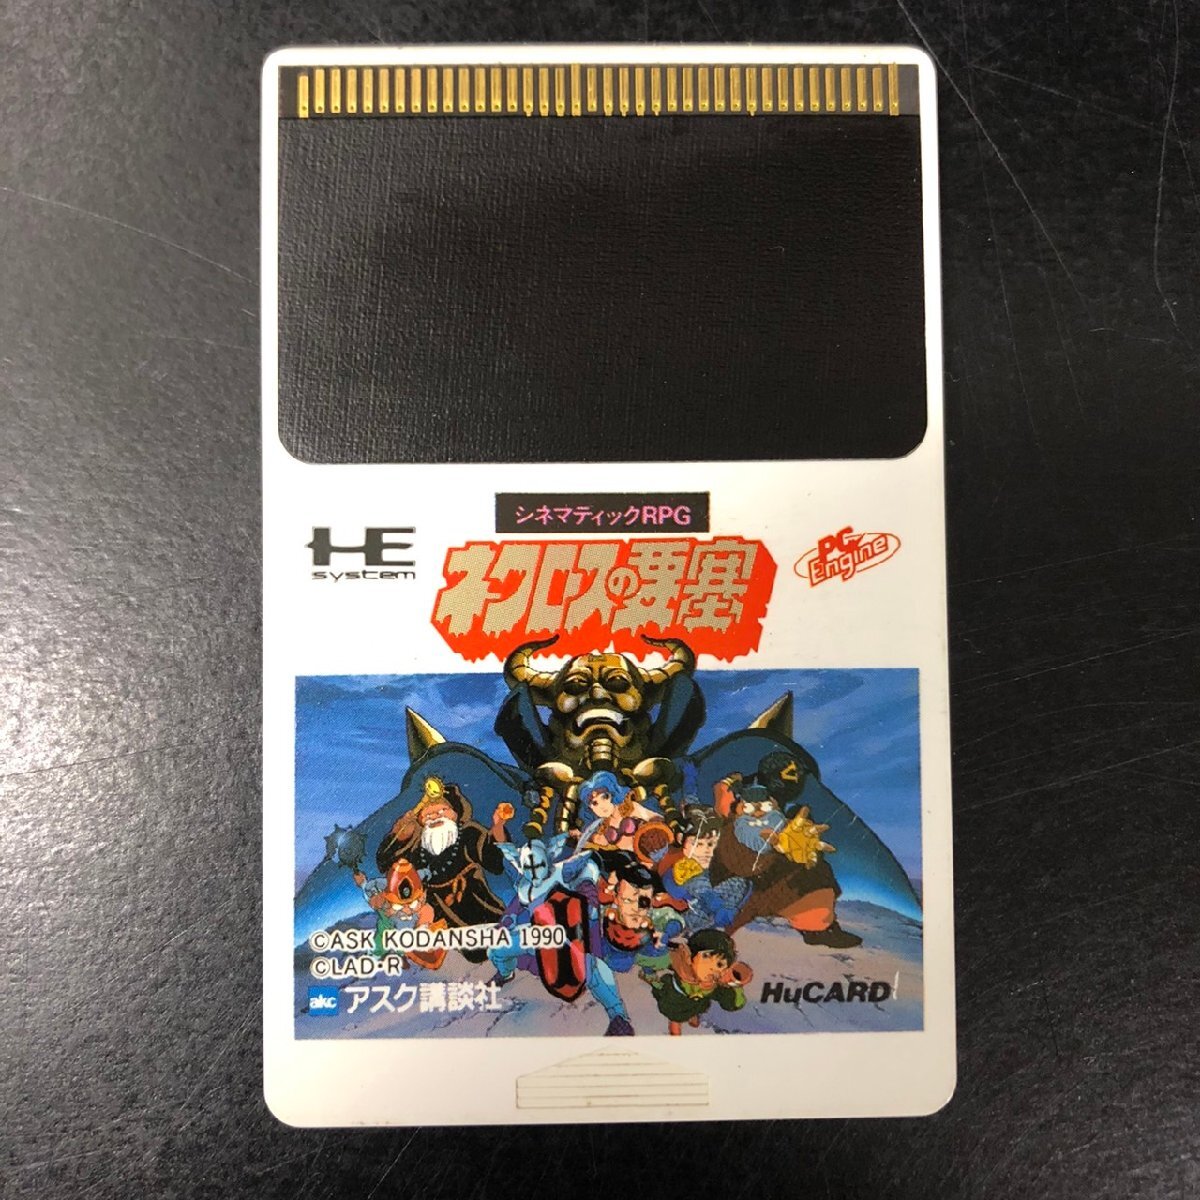 シネマティックRPG
HE
system
ネクロスの要塞
PC
Engine
©ASK KODANSHA 1990
©LAD・R
akc アスク講談社
HuCARD